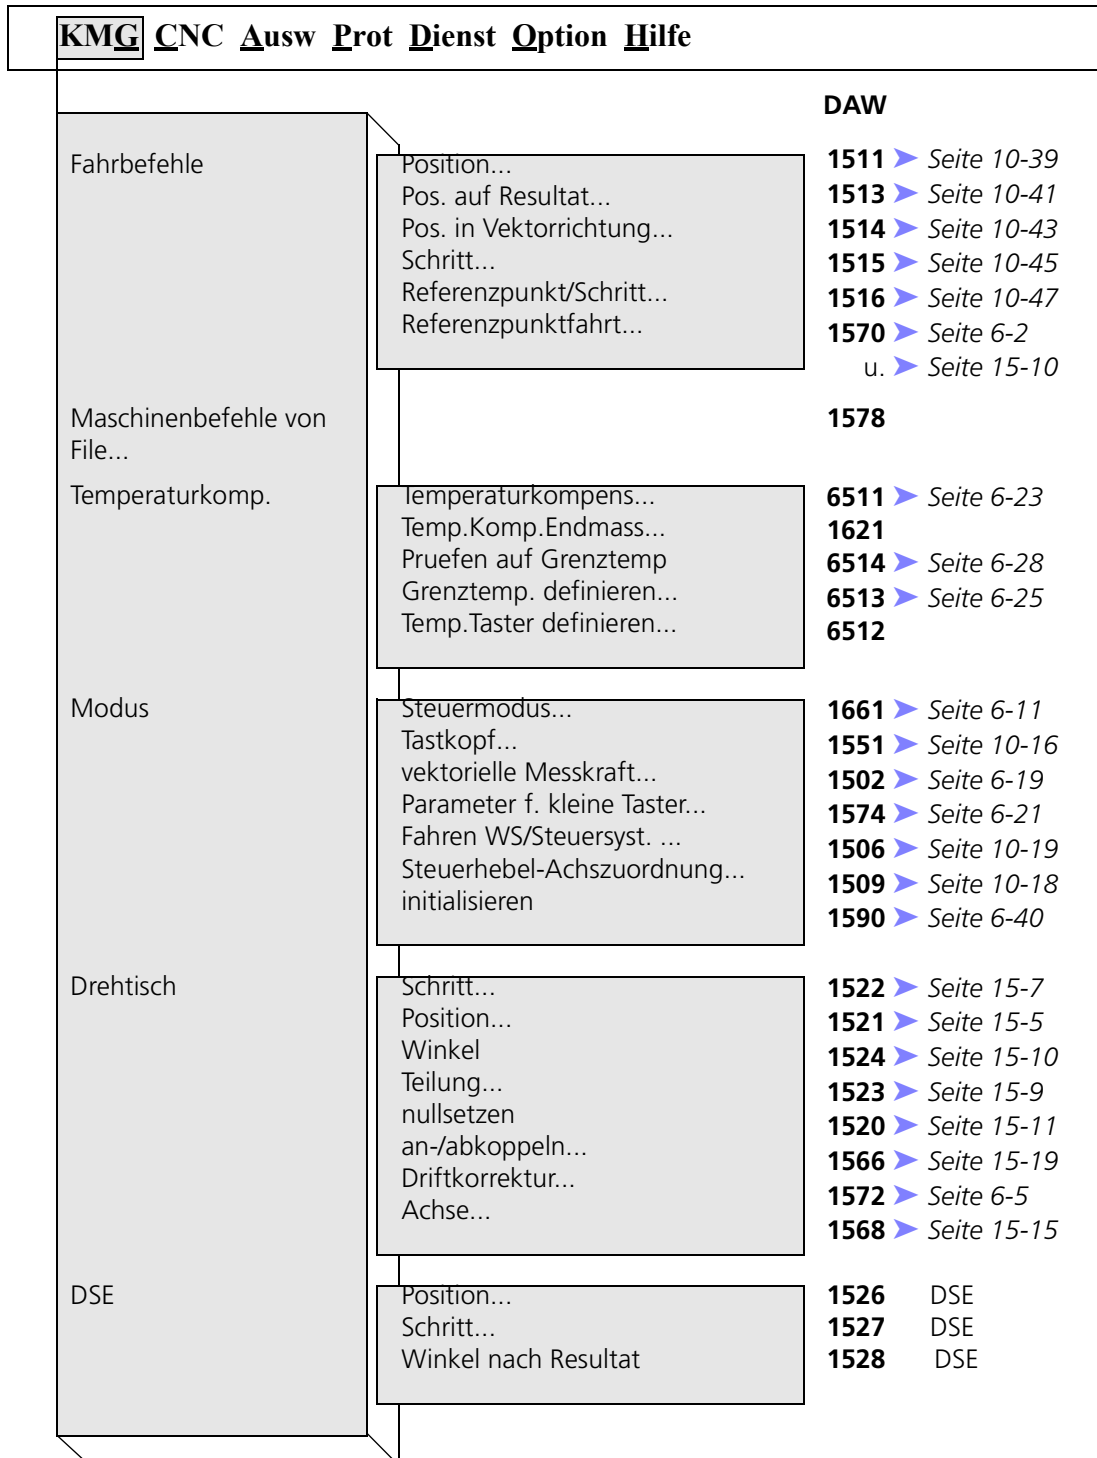 KMG CNC Ausw Prot Dienst Option Hilfe
DAW
Fahrbefehle
Position...
1511 ➤ Seite 10-39
Pos. auf Resultat...
1513 ➤ Seite 10-41
Pos. in Vektorrichtung...
1514 ➤ Seite 10-43
Schritt...
1515 ➤ Seite 10-45
Referenzpunkt/Schritt...
1516 ➤ Seite 10-47
Referenzpunktfahrt...
1570 ➤ Seite 6-2
u. ➤ Seite 15-10
Maschinenbefehle von
File...
1578
Temperaturkomp.
Temperaturkompens...
6511 ➤ Seite 6-23
Temp.Komp.Endmass...
1621
Pruefen auf Grenztemp
6514 ➤ Seite 6-28
Grenztemp. definieren...
6513 ➤ Seite 6-25
Temp.Taster definieren...
6512
Modus
Steuermodus...
1661 ➤ Seite 6-11
Tastkopf...
1551 ➤ Seite 10-16
vektorielle Messkraft...
1502 ➤ Seite 6-19
Parameter f. kleine Taster...
1574 ➤ Seite 6-21
Fahren WS/Steuersyst. ...
1506 ➤ Seite 10-19
Steuerhebel-Achszuordnung...
1509 ➤ Seite 10-18
initialisieren
1590 ➤ Seite 6-40
Drehtisch
Schritt...
1522 ➤ Seite 15-7
Position...
1521 ➤ Seite 15-5
Winkel
1524 ➤ Seite 15-10
Teilung...
1523 ➤ Seite 15-9
nullsetzen
1520 ➤ Seite 15-11
an-/abkoppeln...
1566 ➤ Seite 15-19
Driftkorrektur...
1572 ➤ Seite 6-5
Achse...
1568 ➤ Seite 15-15
DSE
Position...
1526 DSE
Schritt...
1527 DSE
Winkel nach Resultat
1528 DSE